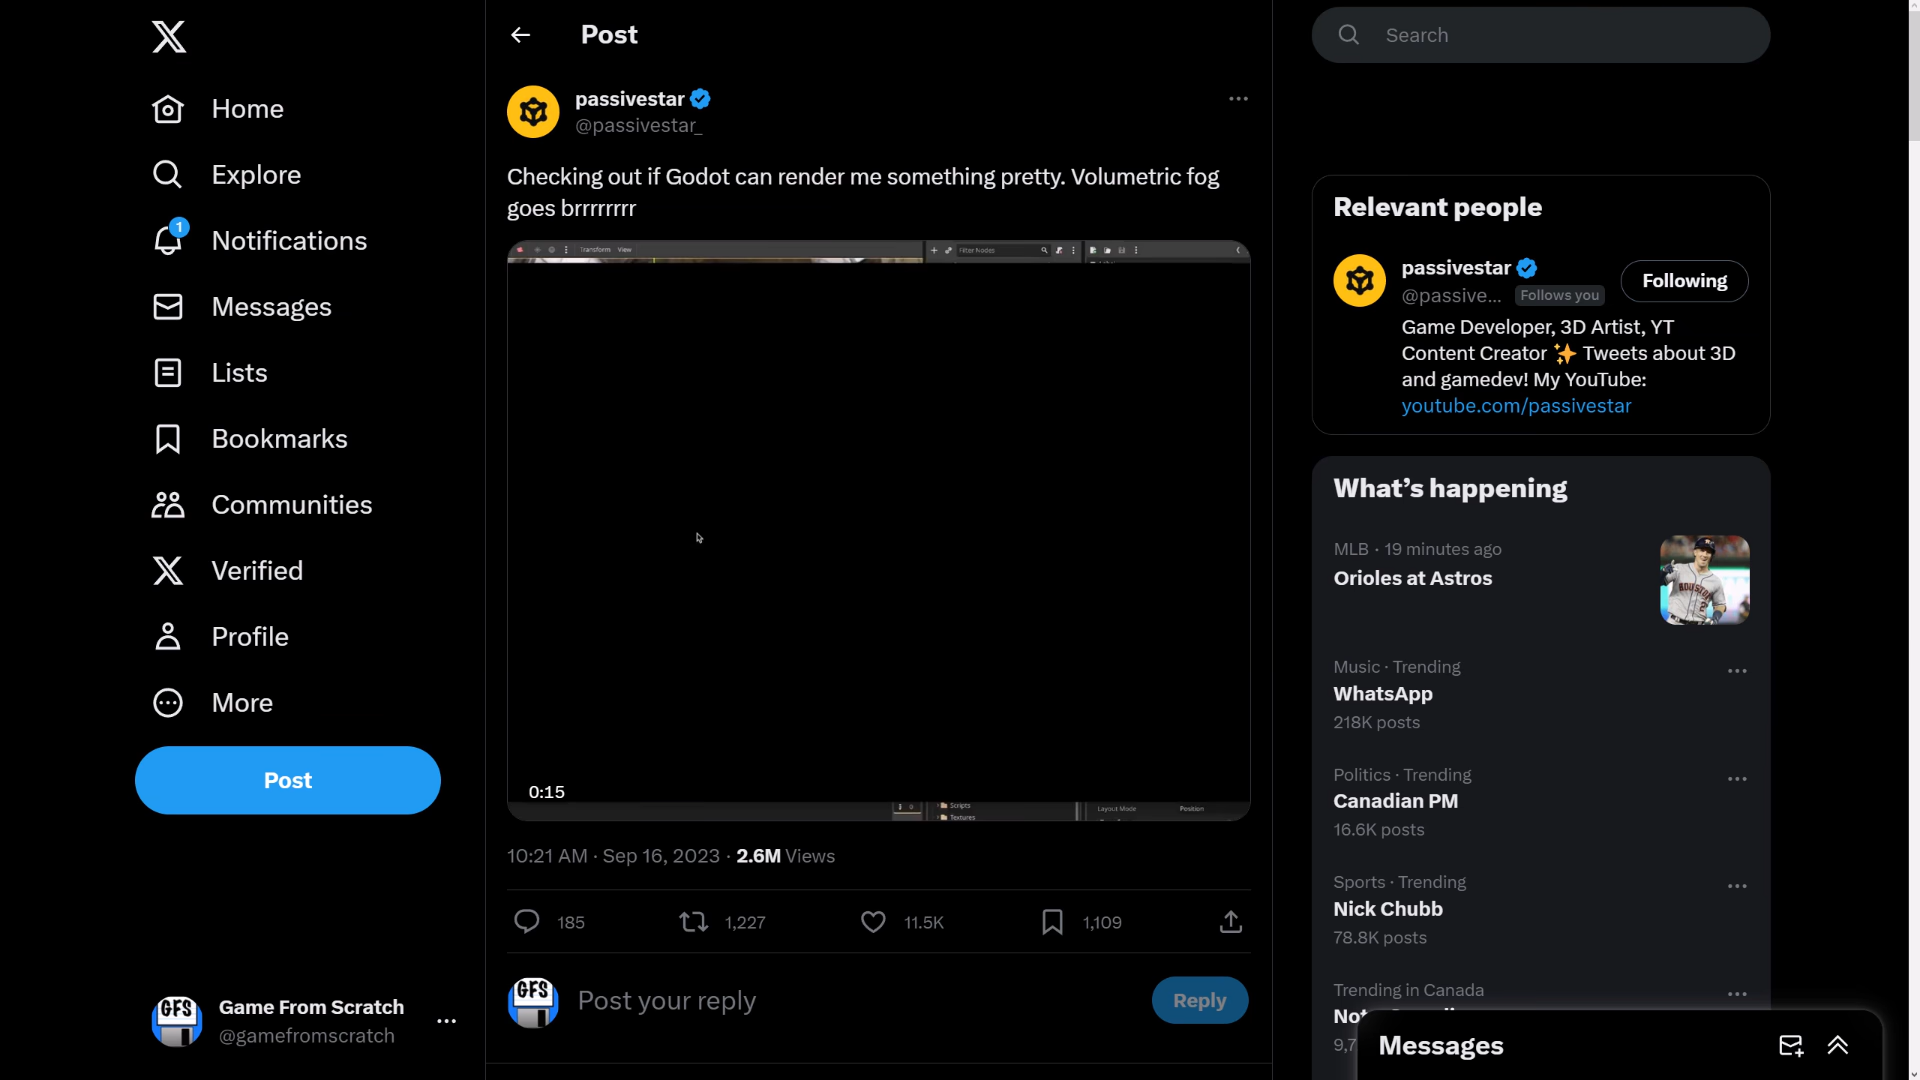 Home
Explore
1
Notifications
Messages
Lists
Bookmarks
Communities
Verified
Profile
More
Post
GFS
Game From Scratch
@gamefromscratch
Post
passivestar
@passivestar_
Checking out if Godot can render me something pretty. Volumetric fog
goes brrrrrrrr
Transform View
Filter Nodes
0:15
Scripts
Textures
Layout Mode
Position
10:21 AM · Sep 16, 2023 · 2.6M Views
185
1,227
11.5K
1,109
GFS
Post your reply
Reply
Search
Relevant people
passivestar
@passive...
Follows you
Following
Game Developer, 3D Artist, YT
Content Creator ✨ Tweets about 3D
and gamedev! My YouTube:
youtube.com/passivestar
What's happening
MLB · 19 minutes ago
Orioles at Astros
HOUSTON
Music · Trending
WhatsApp
218K posts
Politics · Trending
Canadian PM
16.6K posts
Sports · Trending
Nick Chubb
78.8K posts
Trending in Canada
Messages